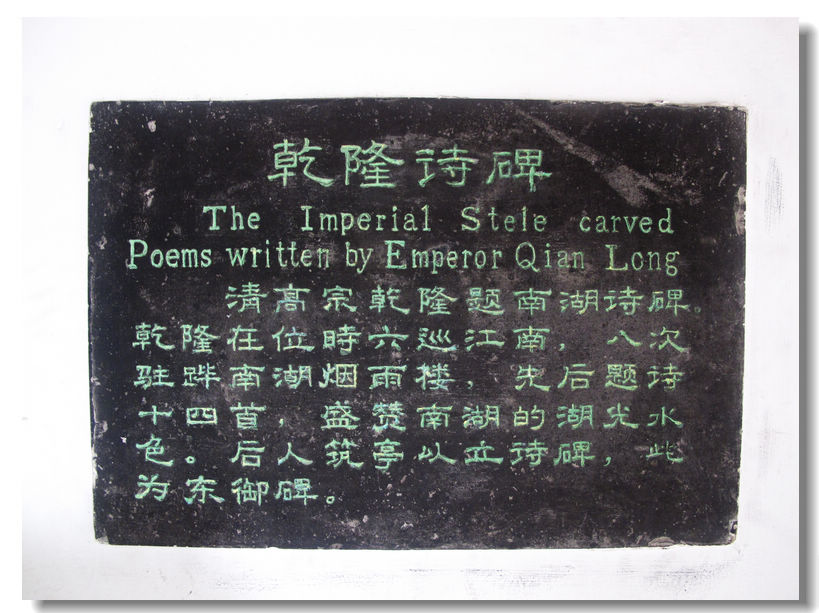 乾隆诗碑
The Imperial Stele carved
Poems written by Emperor Qian Long
清高宗乾隆题南湖诗碑。
乾隆在位時六巡江南，八次
驻跸南湖烟雨楼，先后题诗
十四首，盛赞南湖的湖光水
色。后人筑亭以立诗碑，此
为东御碑。